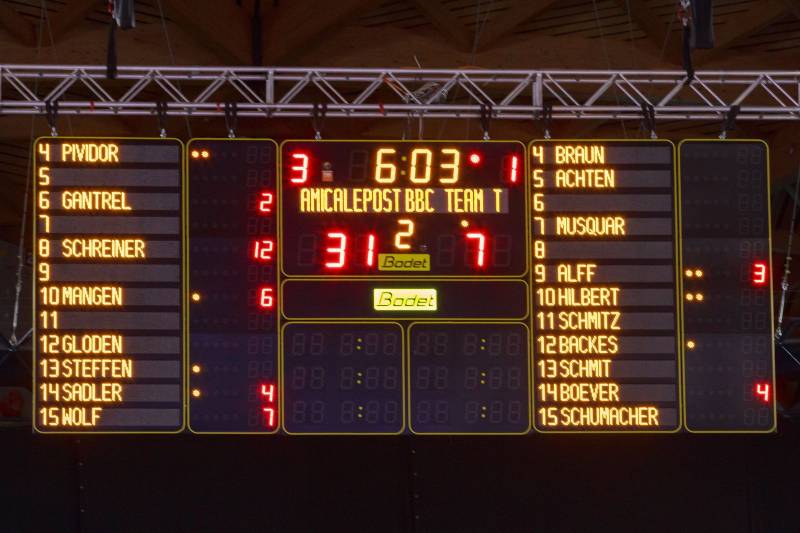 4 PIVIDOR
5
6 GANTREL 2
7
8 SCHREINER 12
9
10 MANGEN 6
11
12 GLODEN
13 STEFFEN
14 SADLER 4
15 WOLF 7
3 6:03 1
AMICALEPOST BBC TEAM T
2
31 7
Bodet
Bodet
4 BRAUN
5 ACHTEN
6
7 MUSQUAR
8
9 ALFF 3
10 HILBERT
11 SCHMITZ
12 BACKES
13 SCHMIT
14 BOEVER 4
15 SCHUMACHER